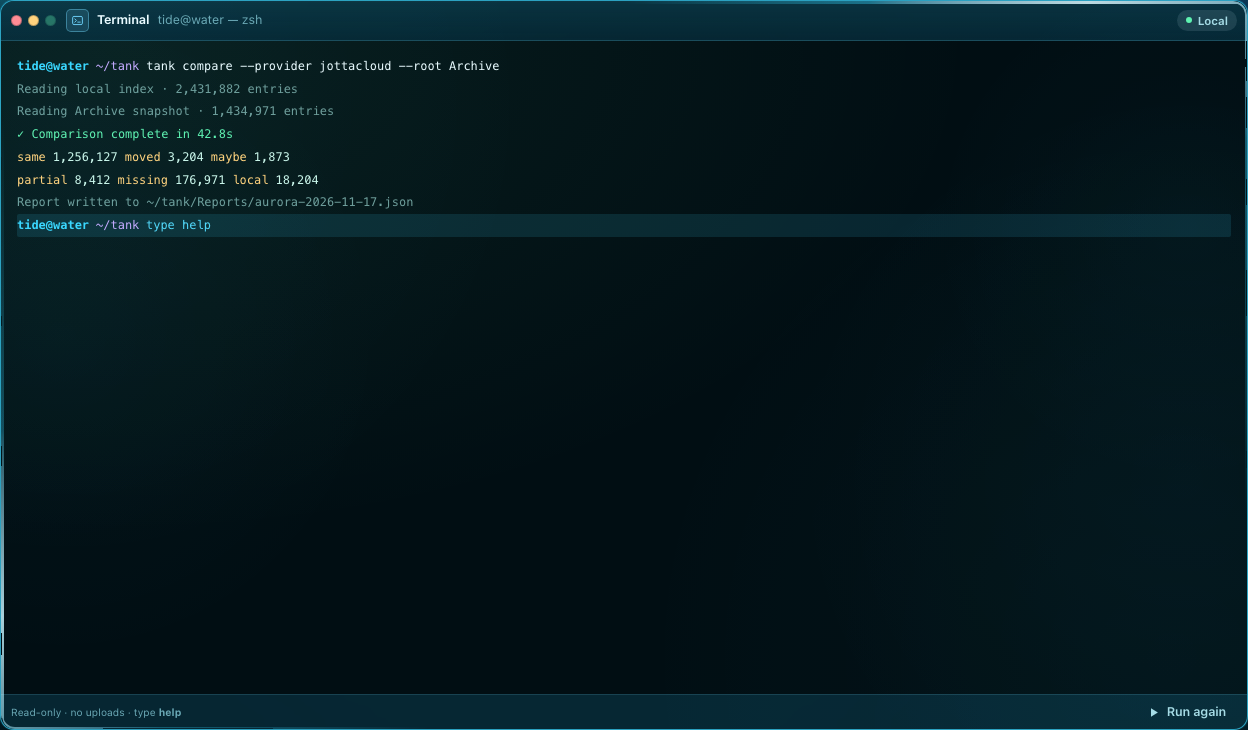 Terminal tide@water — zsh
Local
tide@water ~/tank tank compare --provider jottacloud --root Archive
Reading local index · 2,431,882 entries
Reading Archive snapshot · 1,434,971 entries
✓ Comparison complete in 42.8s
same 1,256,127 moved 3,204 maybe 1,873
partial 8,412 missing 176,971 local 18,204
Report written to ~/tank/Reports/aurora-2026-11-17.json
tide@water ~/tank type help
Read-only · no uploads · type help
Run again